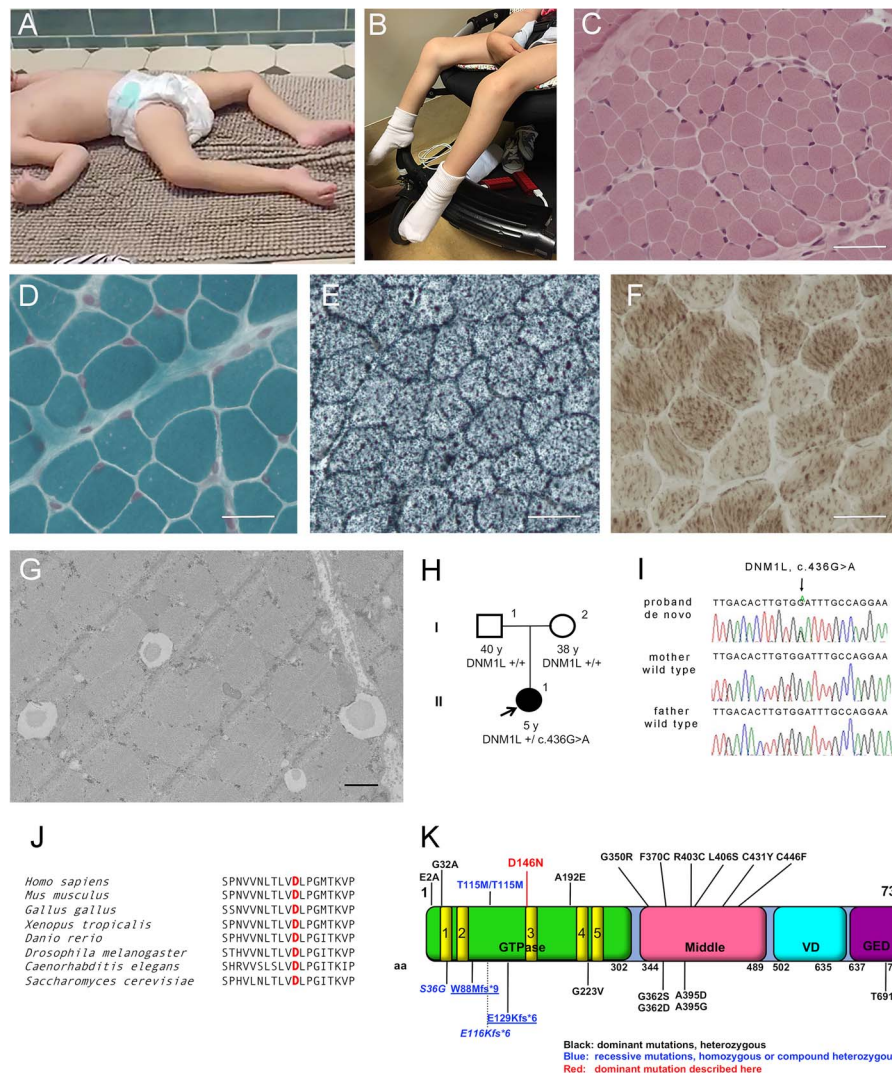 A
B
C
D
E
F
G
H
I
1
2
40 y
38 y
DNM1L +/+
DNM1L +/+
II
1
5 y
DNM1L +/ c.436G>A
I
DNM1L, c.436G>A
proband
de novo
TTGACACTTGTGGATTTGCCAGGAA
A
mother
wild type
TTGACACTTGTGGATTTGCCAGGAA
father
wild type
TTGACACTTGTGGATTTGCCAGGAA
J
Homo sapiens SPNVVNLTLVDLPGMTKVP
Mus musculus SPNVVNLTLVDLPGMTKVP
Gallus gallus SSNVVNLTLVDLPGMTKVP
Xenopus tropicalis SPHVVNLTLVDLPGMTKVP
Danio rerio SPHVVNLTLVDLPGITKVP
Drosophila melanogaster STHVVNLTLVDLPGITKVP
Caenorhabditis elegans SHRVVSLSLVDLPGITKIP
Saccharomyces cerevisiae SPHVLNLTLVDLPGITKVP
K
D146N
G350R F370C R403C L406S C431Y C446F
G32A
E2A
T115M/T115M
A192E
1
73
1 2 3 4 5
GTPase
Middle
VD
GED
aa
302 344 489 502 635 637 7
S36G
W88Mfs*9
E116Kfs*6
E129Kfs*6
G223V
G362S
G362D
A395D
A395G
T691
Black: dominant mutations, heterozygous
Blue: recessive mutations, homozygous or compound heterozygou
Red: dominant mutation described here